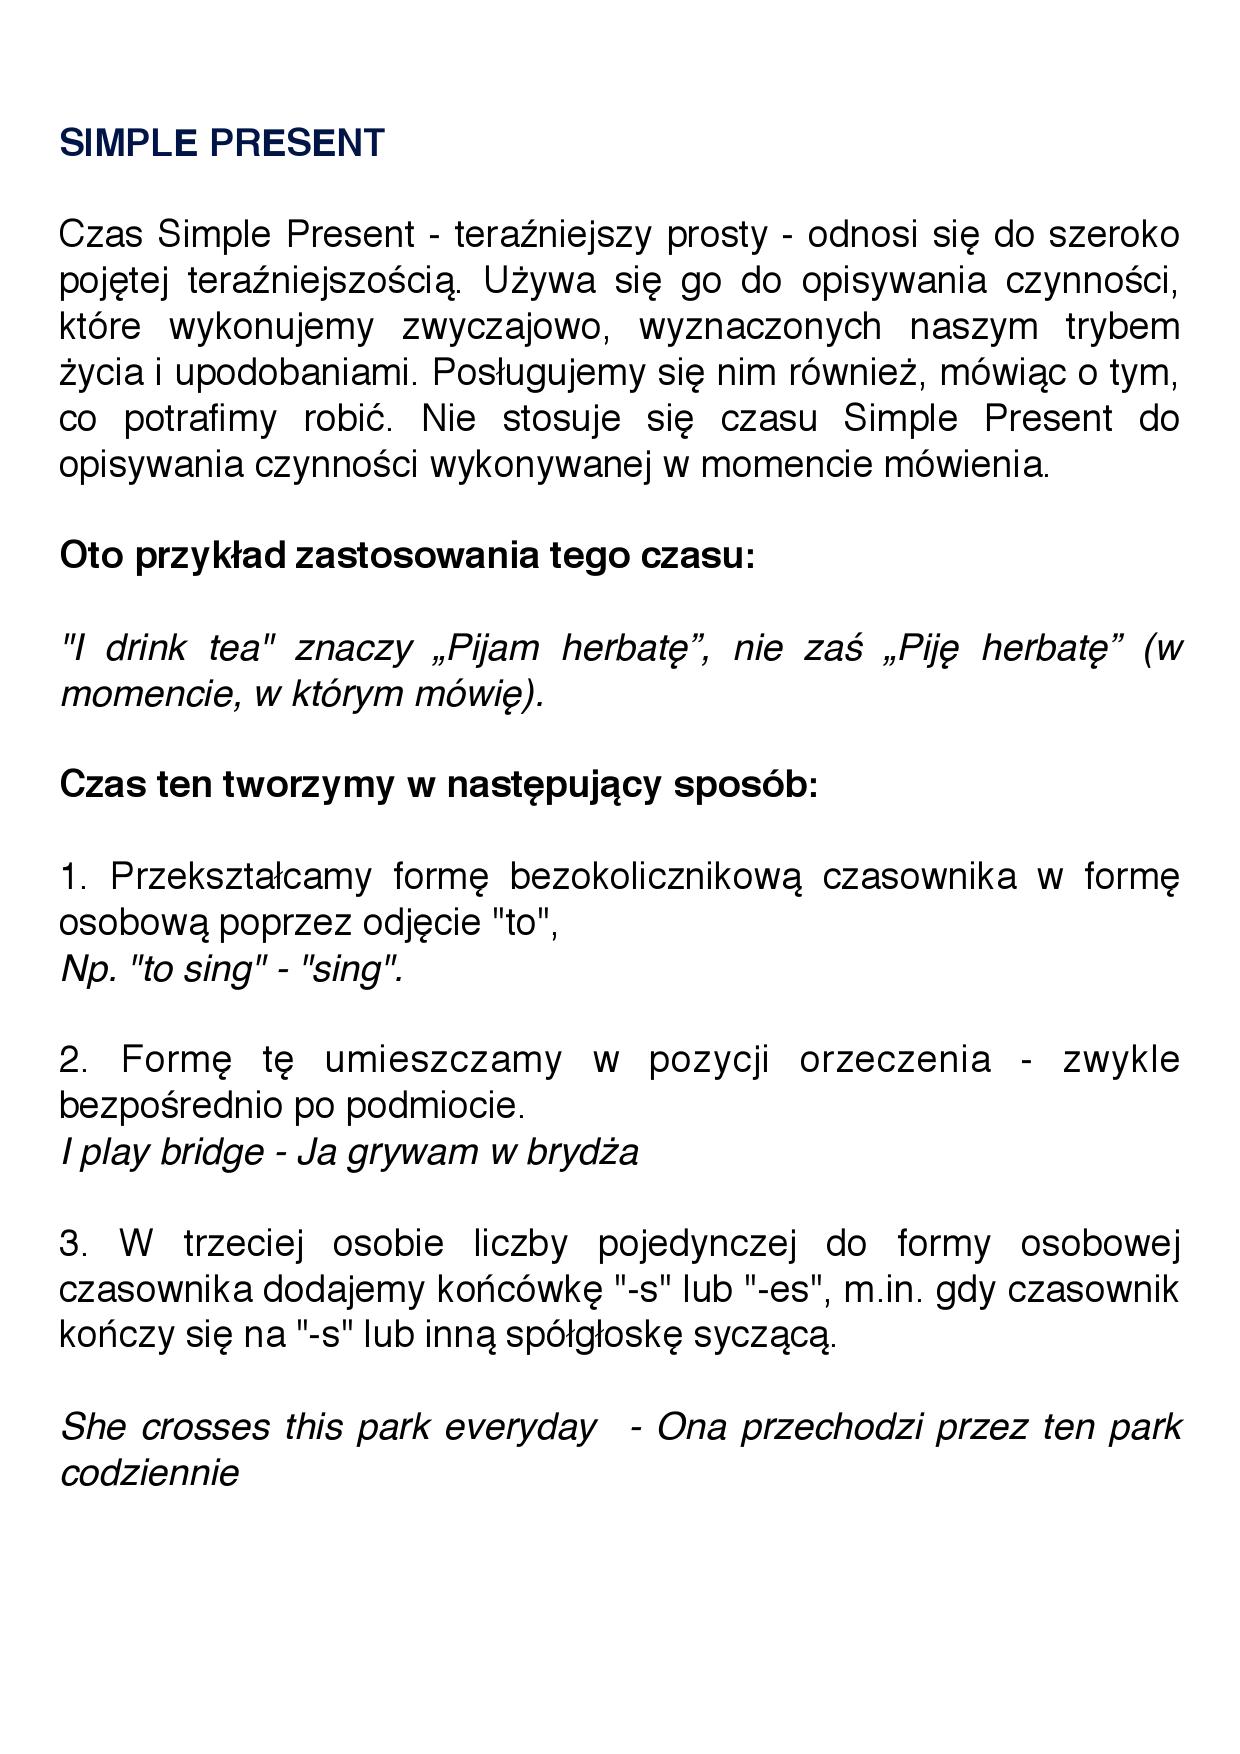 SIMPLE PRESENT
Czas Simple Present - teraźniejszy prosty - odnosi się do szeroko
pojętej teraźniejszością. Używa się go do opisywania czynności,
które wykonujemy zwyczajowo, wyznaczonych naszym trybem
życia i upodobaniami. Posługujemy się nim również, mówiąc o tym,
co potrafimy robić. Nie stosuje się czasu Simple Present do
opisywania czynności wykonywanej w momencie mówienia.
Oto przykład zastosowania tego czasu:
"I drink tea" znaczy „Pijam herbatę”, nie zaś „Piję herbatę” (w
momencie, w którym mówię).
Czas ten tworzymy w następujący sposób:
1. Przekształcamy formę bezokolicznikową czasownika w formę
osobową poprzez odjęcie "to",
Np. "to sing" - "sing".
2. Formę tę umieszczamy w pozycji orzeczenia - zwykle
bezpośrednio po podmiocie.
I play bridge - Ja grywam w brydża
3. W trzeciej osobie liczby pojedynczej do formy osobowej
czasownika dodajemy końcówkę "-s" lub "-es", m.in. gdy czasownik
kończy się na "-s" lub inną spółgłoskę syczącą.
She crosses this park everyday - Ona przechodzi przez ten park
codziennie